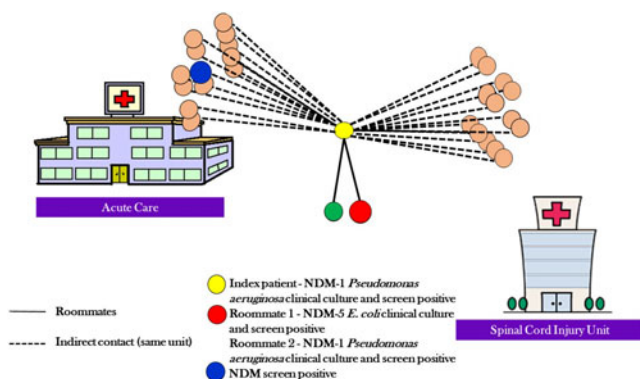 Acute Care
Index patient - NDM-1 Pseudomonas
aeruginosa clinical culture and screen positive
Roommate 1 - NDM-5 E. coli clinical culture
and screen positive
Roommate 2 - NDM-1 Pseudomonas
aeruginosa clinical culture and screen positive
NDM screen positive
Roommates
Indirect contact (same unit)
Spinal Cord Injury Unit